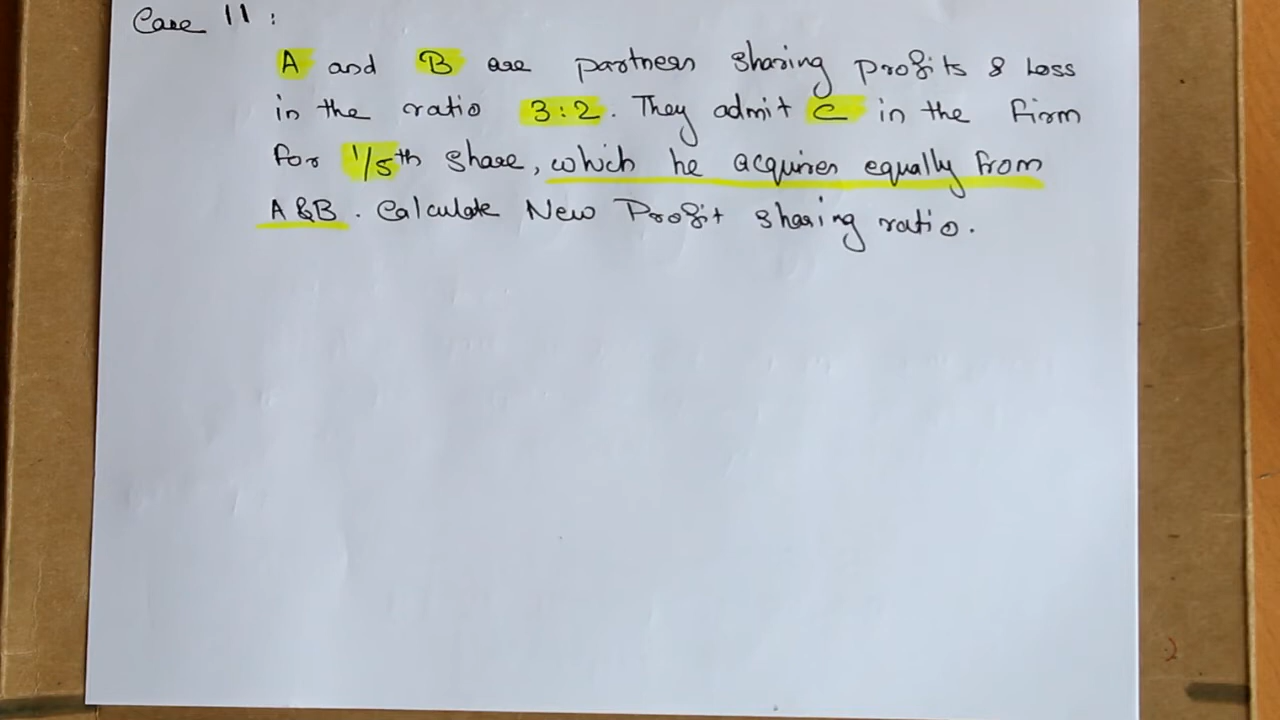 Case 11 :
A and B are partners sharing profits & Loss
in the ratio 3:2. They admit C in the firm
for 1/5th share, which he acquires equally from
A & B. Calculate New Profit sharing ratio.